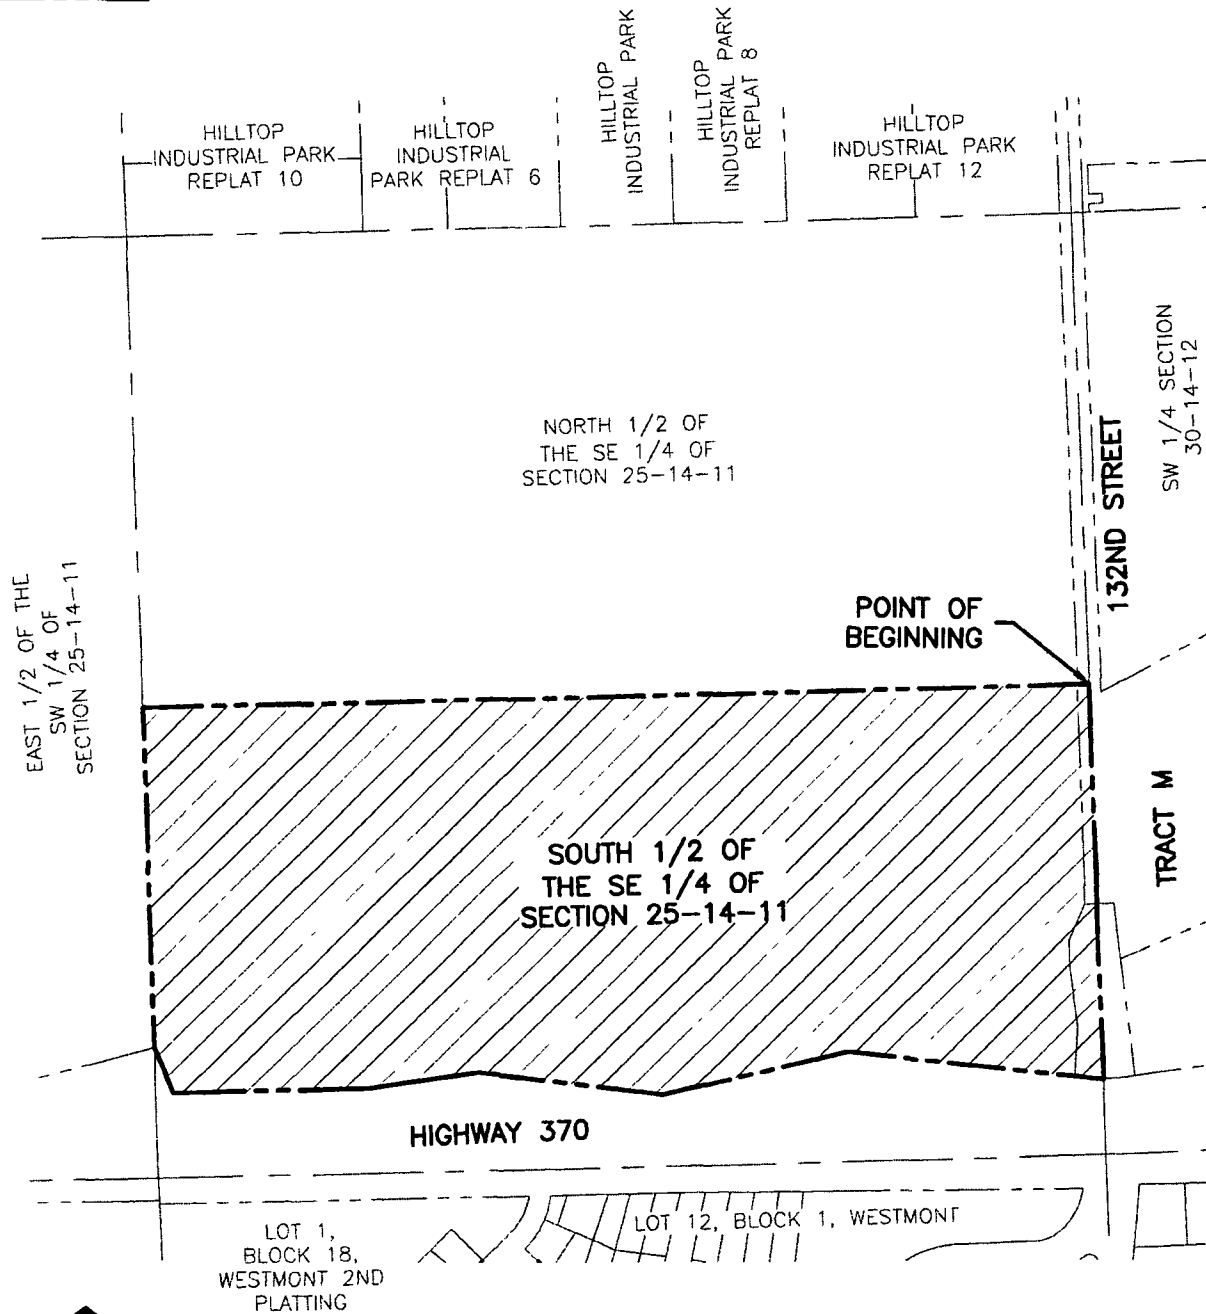 HILLTOP
INDUSTRIAL PARK
REPLAT 10
HILLTOP
INDUSTRIAL
PARK REPLAT 6
HILLTOP
INDUSTRIAL PARK
HILLTOP
INDUSTRIAL PARK
REPLAT 8
HILLTOP
INDUSTRIAL PARK
REPLAT 12
NORTH 1/2 OF
THE SE 1/4 OF
SECTION 25-14-11
SW 1/4 SECTION
30-14-12
132ND STREET
EAST 1/2 OF THE
SW 1/4 OF
SECTION 25-14-11
POINT OF
BEGINNING
SOUTH 1/2 OF
THE SE 1/4 OF
SECTION 25-14-11
TRACT M
HIGHWAY 370
LOT 1,
BLOCK 18,
WESTMONT 2ND
PLATTING
LOT 12, BLOCK 1, WESTMONT